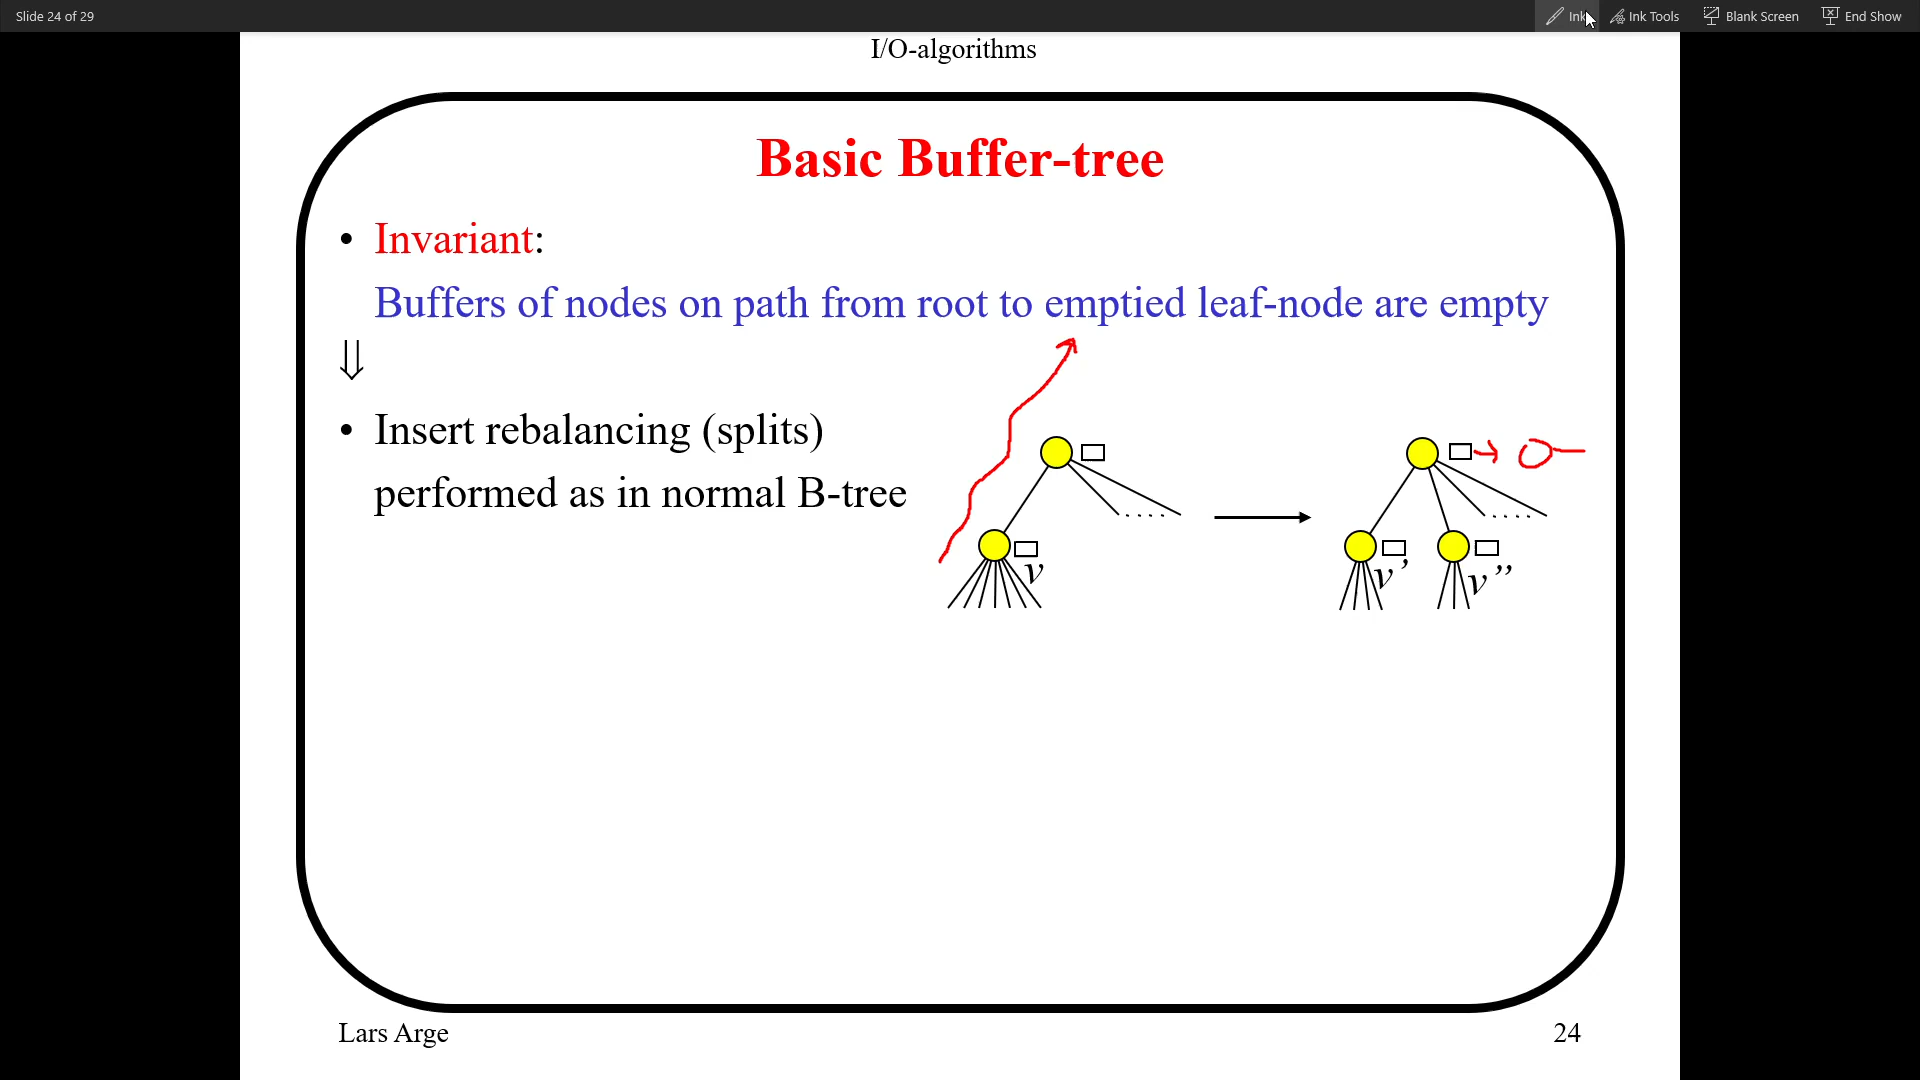 Slide 24 of 29
Ink
Ink Tools
Blank Screen
End Show
I/O-algorithms
Basic Buffer-tree
• Invariant:
Buffers of nodes on path from root to emptied leaf-node are empty
⇓
• Insert rebalancing (splits)
performed as in normal B-tree
v
v’
v’’
Lars Arge
24